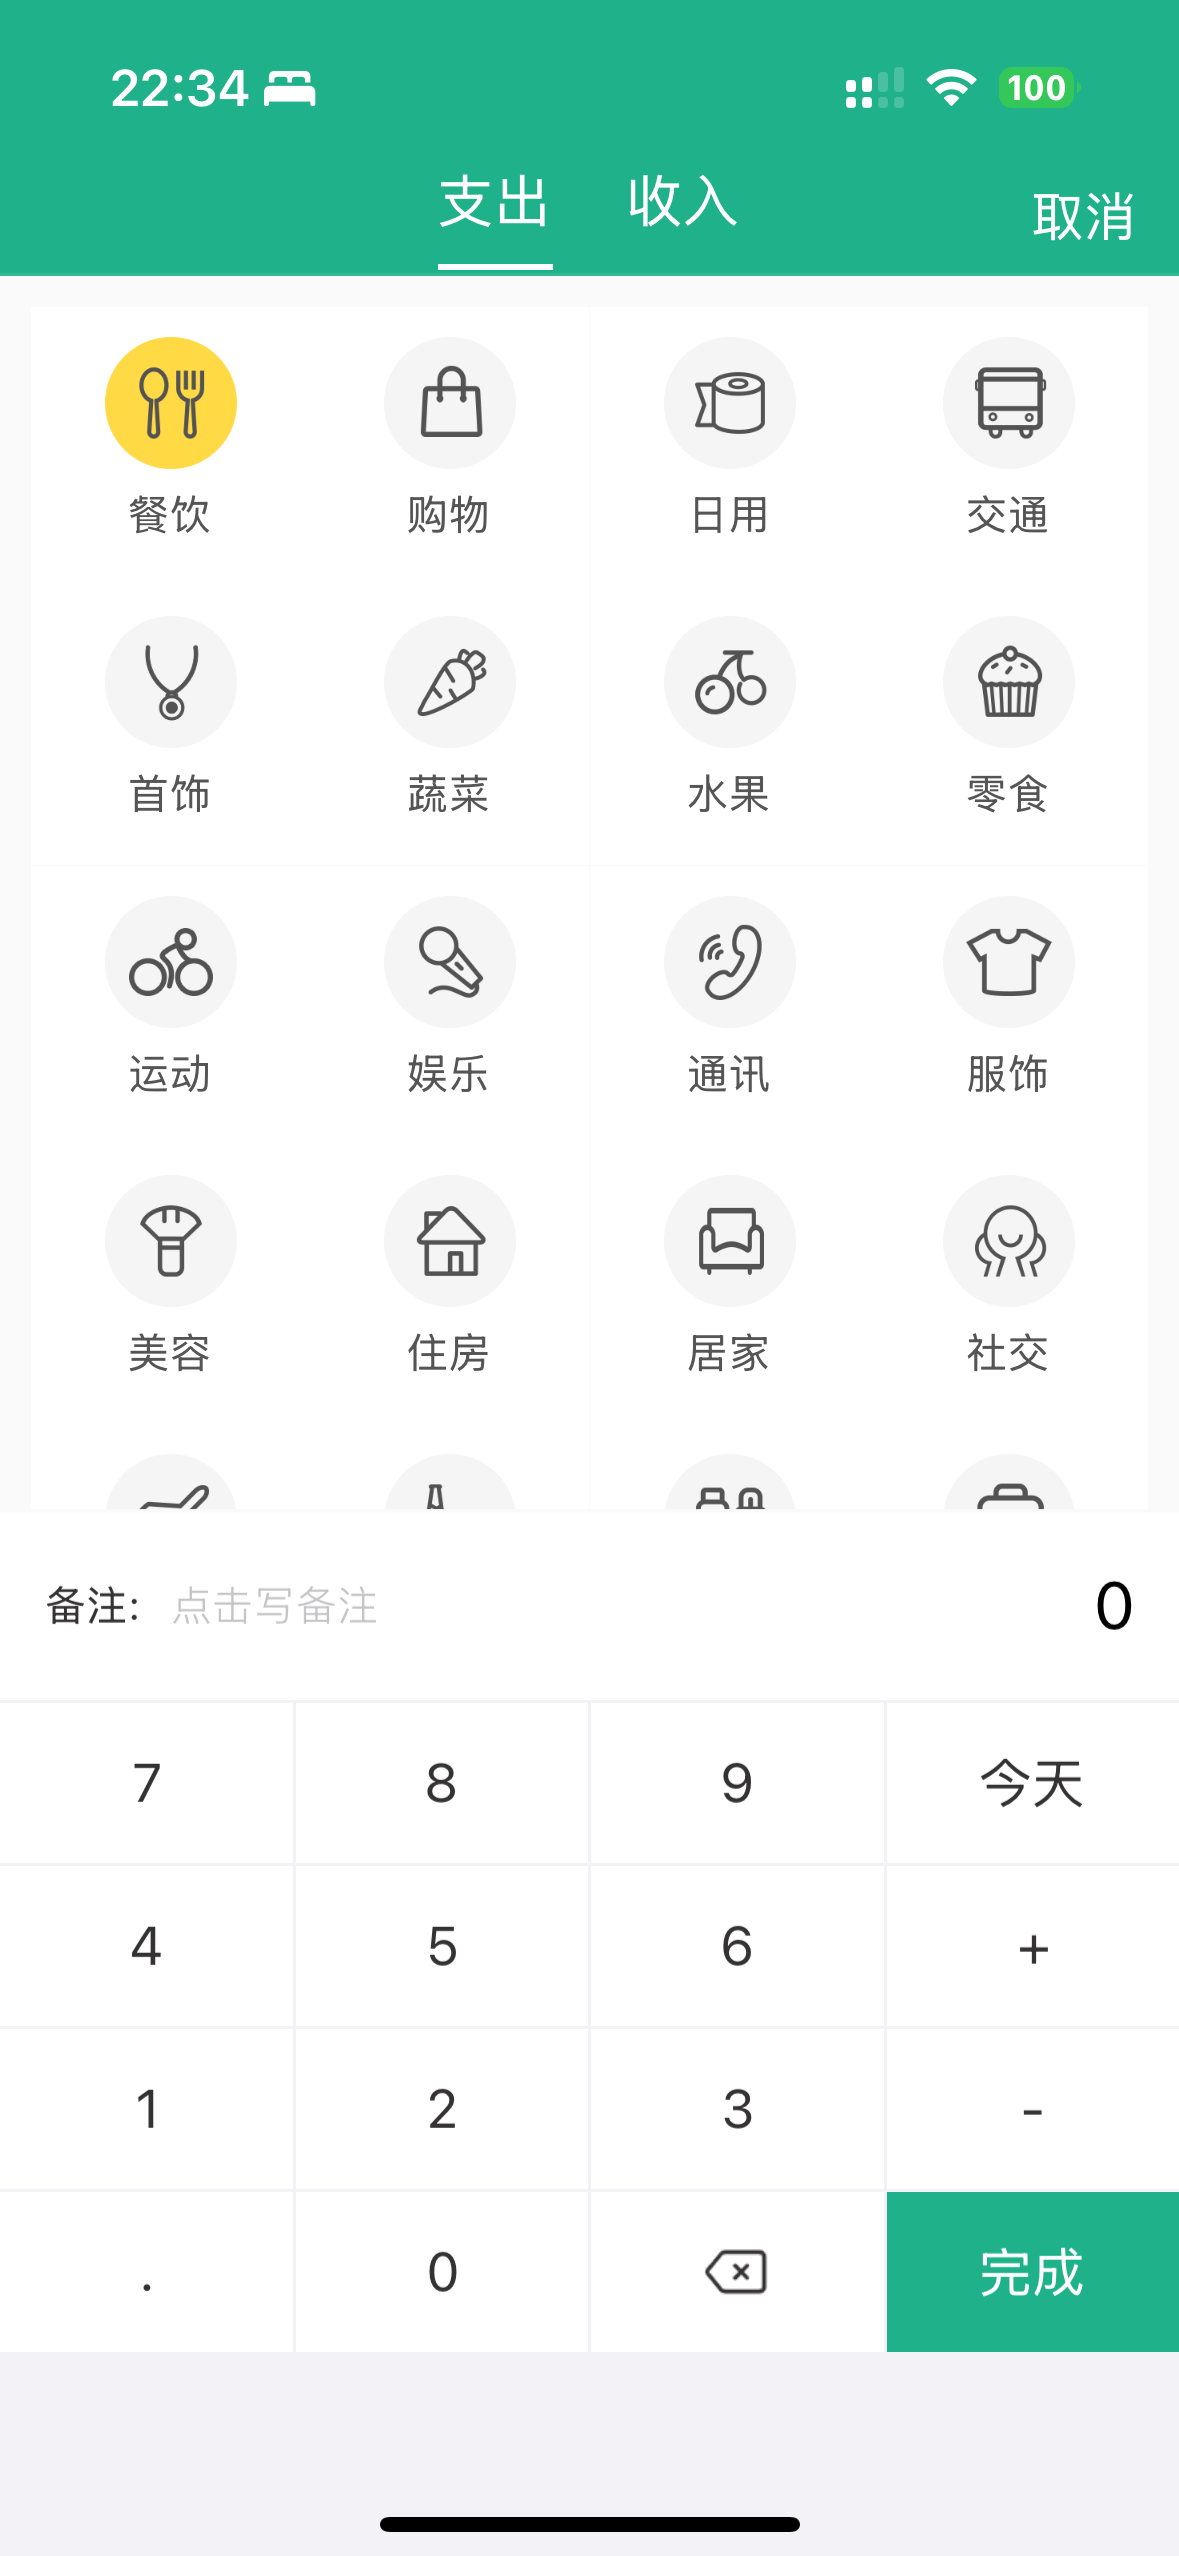 22:34 100
支出 收入 取消
餐饮 购物 日用 交通
首饰 蔬菜 水果 零食
运动 娱乐 通讯 服饰
美容 住房 居家 社交
备注: 点击写备注 0
7 8 9 今天
4 5 6 +
1 2 3 -
. 0 完成